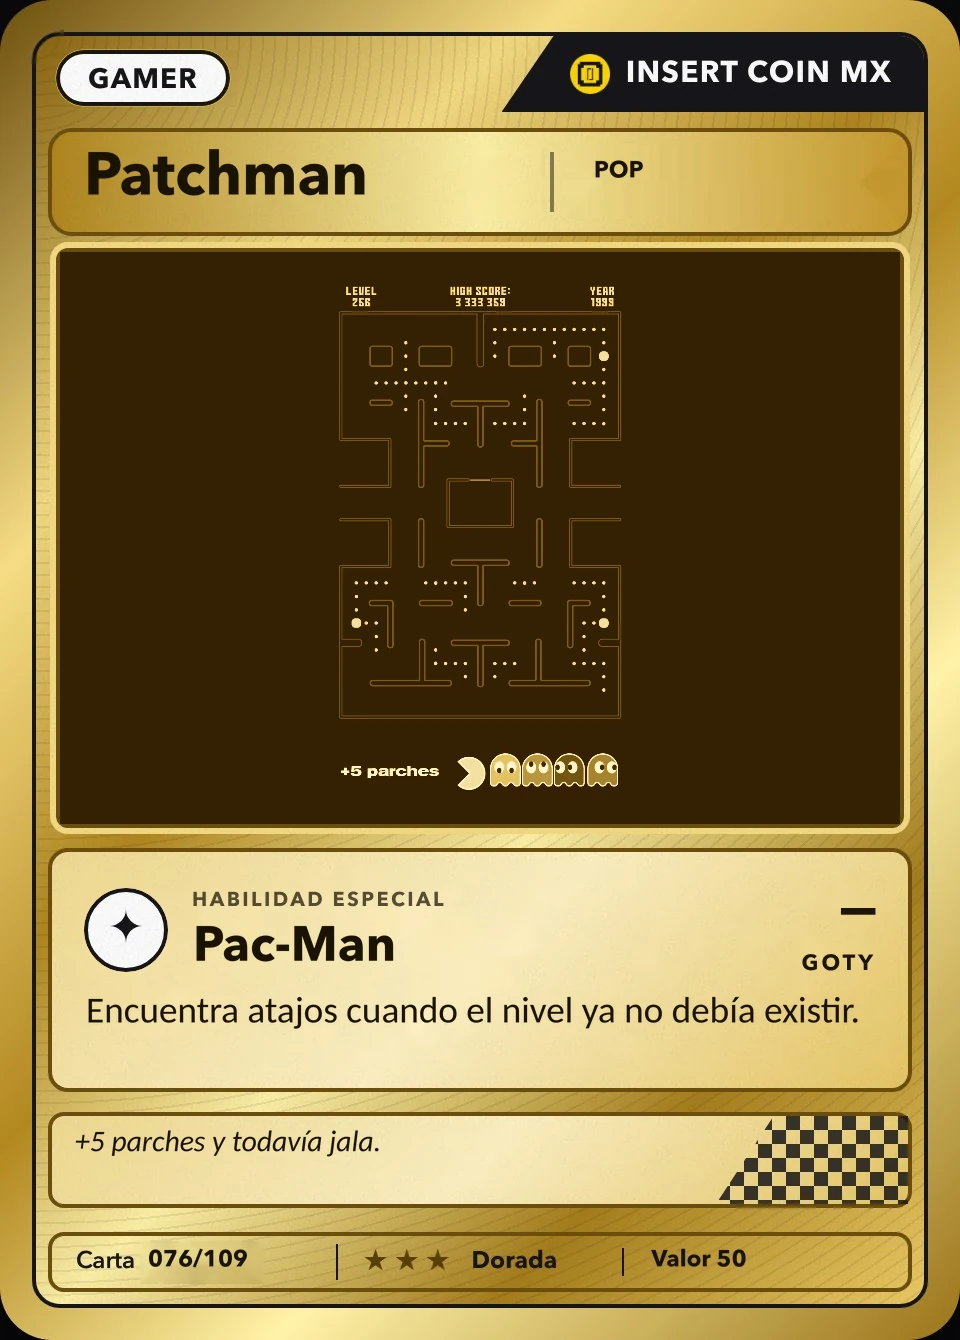 GAMER
INSERT COIN MX
Patchman
POP
LEVEL
256
HIGH SCORE:
3 333 369
YEAR
1999
+5 parches
HABILIDAD ESPECIAL
Pac-Man
—
GOTY
Encuentra atajos cuando el nivel ya no debía existir.
+5 parches y todavía jala.
Carta 076/109
★★★ Dorada
Valor 50